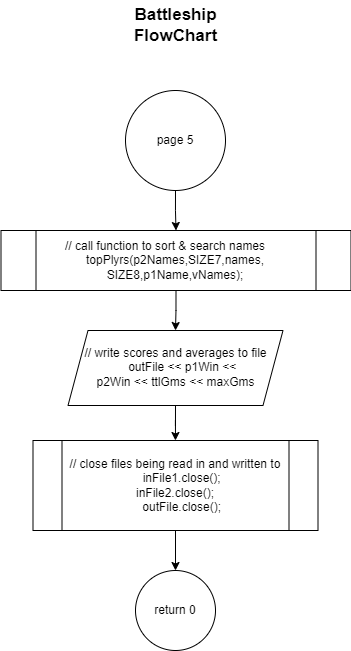 Battleship
FlowChart
page 5
// call function to sort & search names
topPlyrs(p2Names,SIZE7,names,
SIZE8,p1Name,vNames);
// write scores and averages to file
outFile << p1Win <<
p2Win << ttlGms << maxGms
// close files being read in and written to
inFile1.close();
inFile2.close();
outFile.close();
return 0